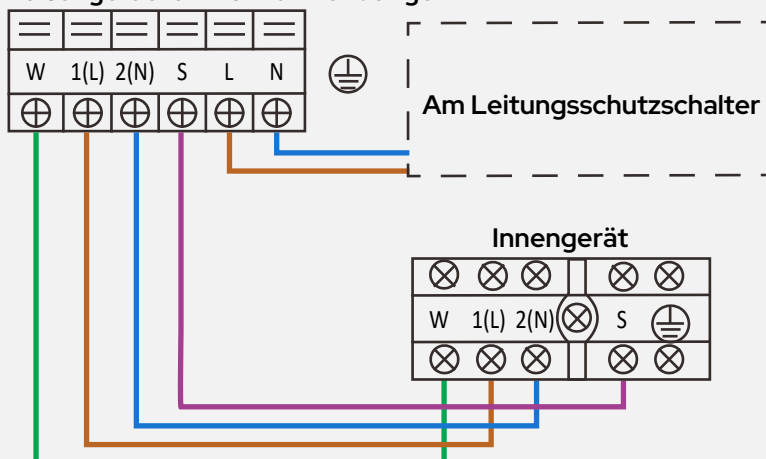 W 1(L) 2(N) S L N
Am Leitungsschutzschalter
Innengerät
W 1(L) 2(N) S